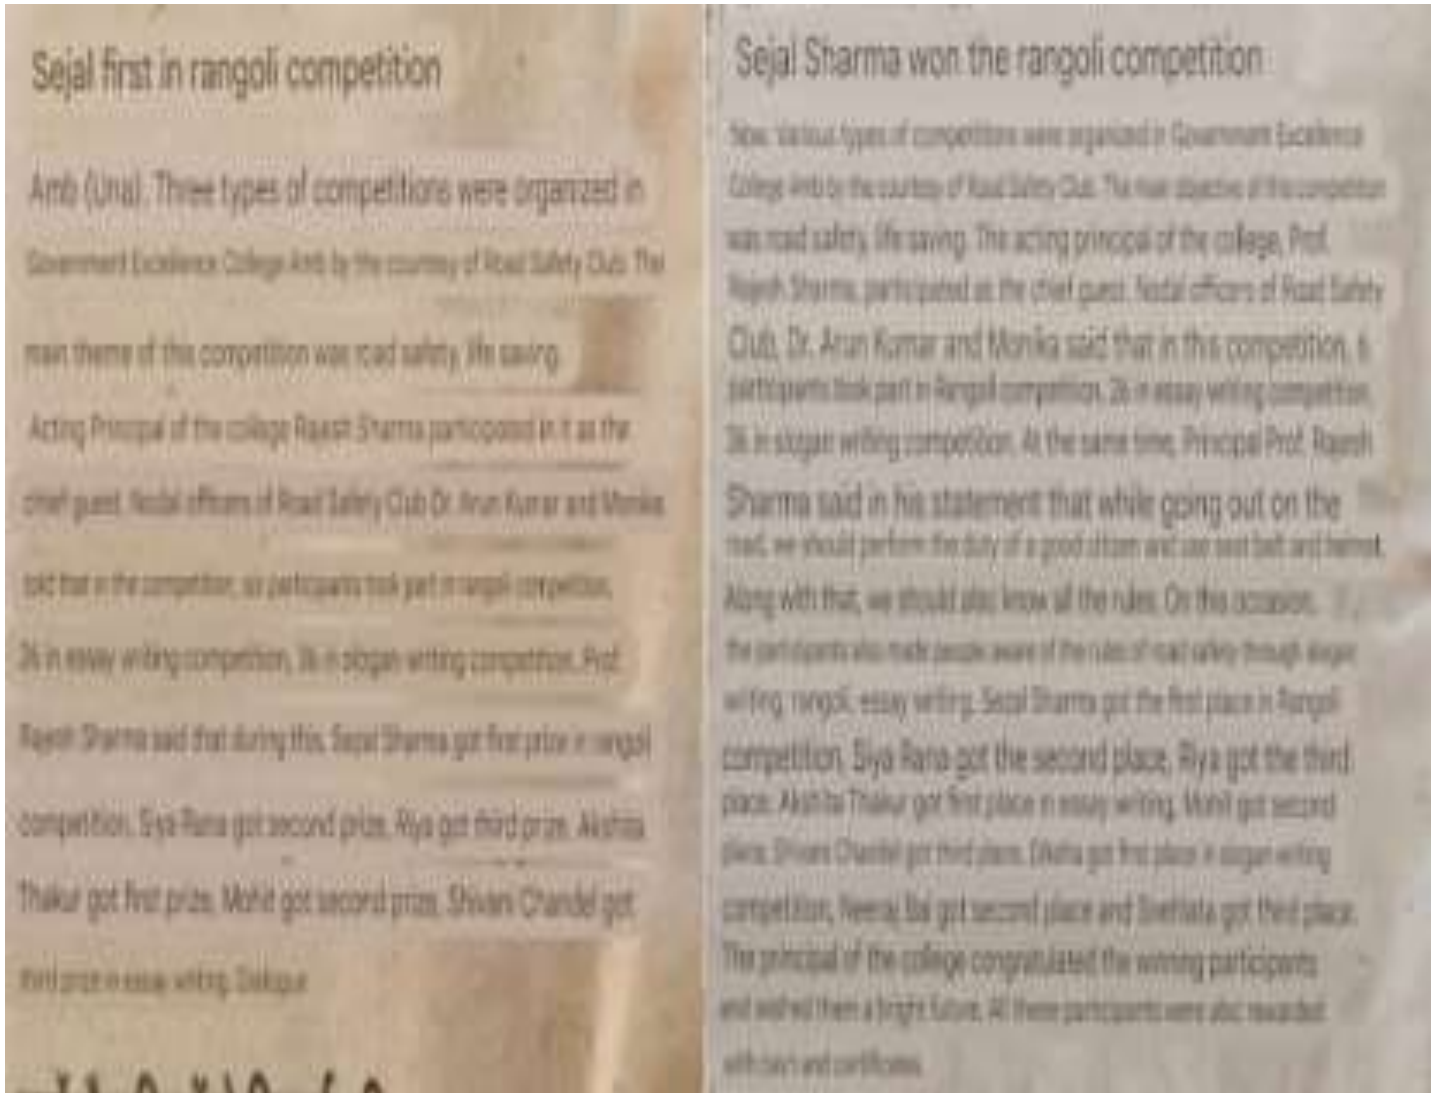 Sejal first in rangoli competition
Amb (Una). Three types of competitions were organized in
Government Excellence College Amb by the courtesy of Road Safety Club. The
main theme of this competition was road safety, life saving.
Acting Principal of the college Rajesh Sharma participated in it as the
chief guest. Nodal officers of Road Safety Club Dr. Arun Kumar and Monika
told that in the competition, six participants took part in rangoli competition,
26 in essay writing competition, 36 in slogan writing competition. Prof.
Rajesh Sharma said that during this, Sejal Sharma got first prize in rangoli
competition, Siya Rana got second prize, Riya got third prize. Akshita
Thakur got first prize, Mohit got second prize, Shivani Chandel got
third prize in essay writing.
Sejal Sharma won the rangoli competition
Now. Various types of competitions were organized in Government Excellence
College Amb by the courtesy of Road Safety Club. The main objective of this competition
was road safety, life saving. The acting principal of the college, Prof.
Rajesh Sharma, participated as the chief guest. Nodal officers of Road Safety
Club, Dr. Arun Kumar and Monika said that in this competition, 6
participants took part in Rangoli competition, 26 in essay writing competition,
36 in slogan writing competition. At the same time, Principal Prof. Rajesh
Sharma said in his statement that while going out on the
road, we should perform the duty of a good citizen and use seat belt and helmet.
Along with that, we should also know all the rules. On this occasion,
the participants also made people aware of the rules of road safety through slogan
writing, rangoli, essay writing. Sejal Sharma got the first place in Rangoli
competition, Siya Rana got the second place, Riya got the third
place. Akshita Thakur got first place in essay writing, Mohit got second
place, Shivani Chandel got third place, Diksha got first place in slogan writing
competition, Neeraj Bai got second place and Snehlata got third place.
The principal of the college congratulated the winning participants
and wished them a bright future. All these participants were also rewarded
with and certificates.